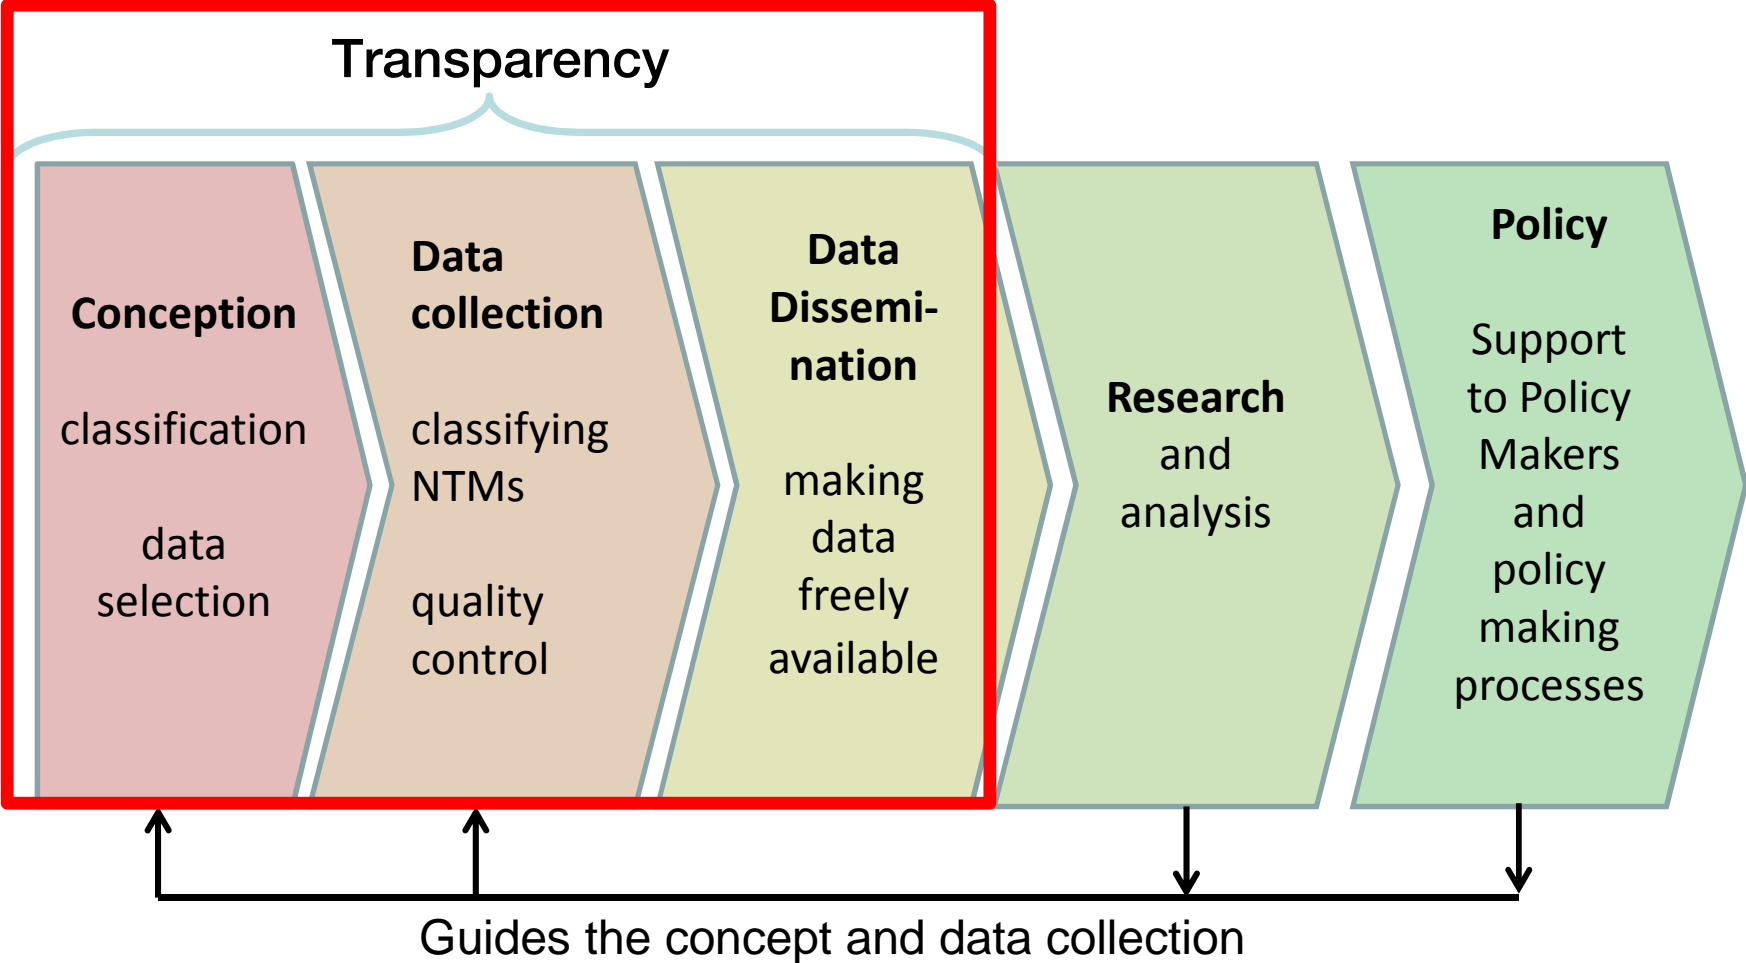 Transparency
Conception
classification
data
selection
Data
collection
classifying
NTMs
quality
control
Data
Dissemi-
nation
making
data
freely
available
Research
and
analysis
Policy
Support
to Policy
Makers
and
policy
making
processes
Guides the concept and data collection